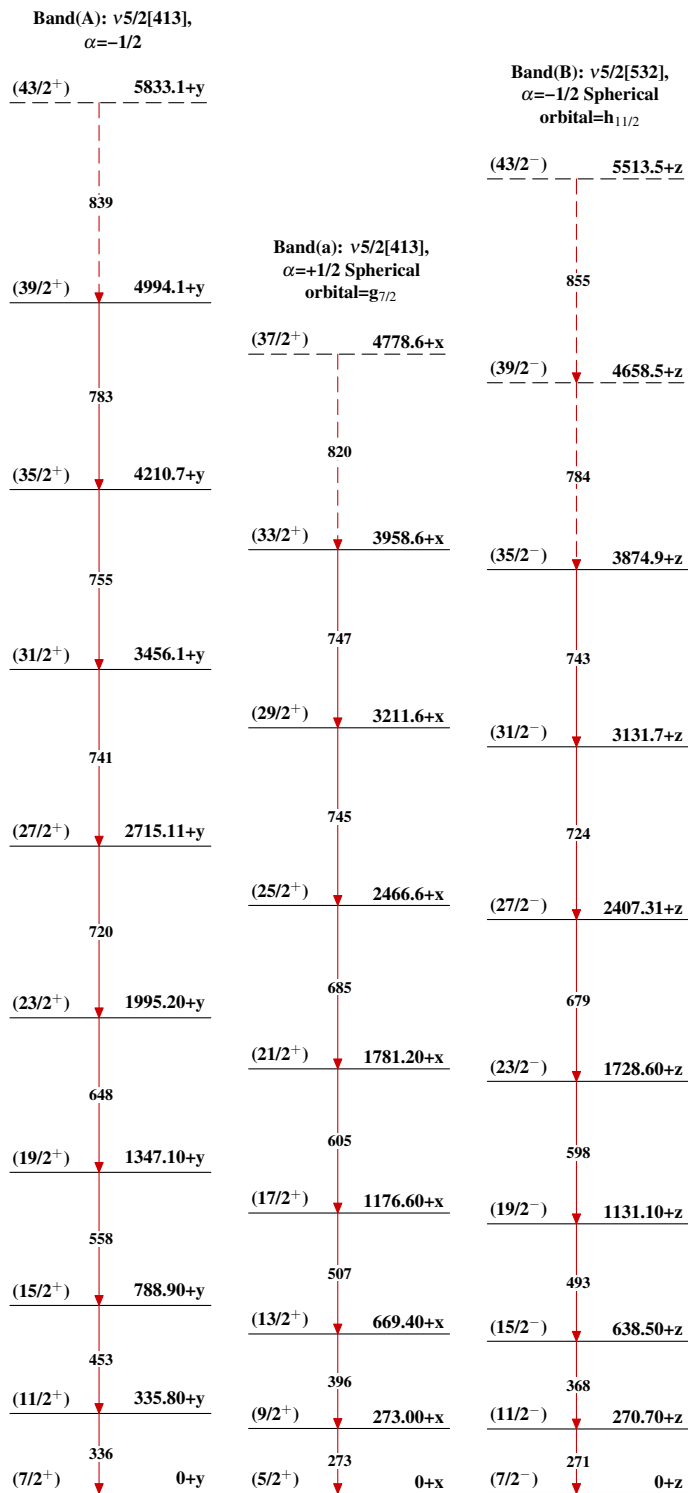 Band(A): ν5/2[413],
α=−1/2
(43/2⁺) 5833.1+y
839
(39/2⁺) 4994.1+y
783
(35/2⁺) 4210.7+y
755
(31/2⁺) 3456.1+y
741
(27/2⁺) 2715.11+y
720
(23/2⁺) 1995.20+y
648
(19/2⁺) 1347.10+y
558
(15/2⁺) 788.90+y
453
(11/2⁺) 335.80+y
336
(7/2⁺) 0+y
Band(a): ν5/2[413],
α=+1/2 Spherical
orbital=g₇/₂
(37/2⁺) 4778.6+x
820
(33/2⁺) 3958.6+x
747
(29/2⁺) 3211.6+x
745
(25/2⁺) 2466.6+x
685
(21/2⁺) 1781.20+x
605
(17/2⁺) 1176.60+x
507
(13/2⁺) 669.40+x
396
(9/2⁺) 273.00+x
273
(5/2⁺) 0+x
Band(B): ν5/2[532],
α=−1/2 Spherical
orbital=h₁₁/₂
(43/2⁻) 5513.5+z
855
(39/2⁻) 4658.5+z
784
(35/2⁻) 3874.9+z
743
(31/2⁻) 3131.7+z
724
(27/2⁻) 2407.31+z
679
(23/2⁻) 1728.60+z
598
(19/2⁻) 1131.10+z
493
(15/2⁻) 638.50+z
368
(11/2⁻) 270.70+z
271
(7/2⁻) 0+z